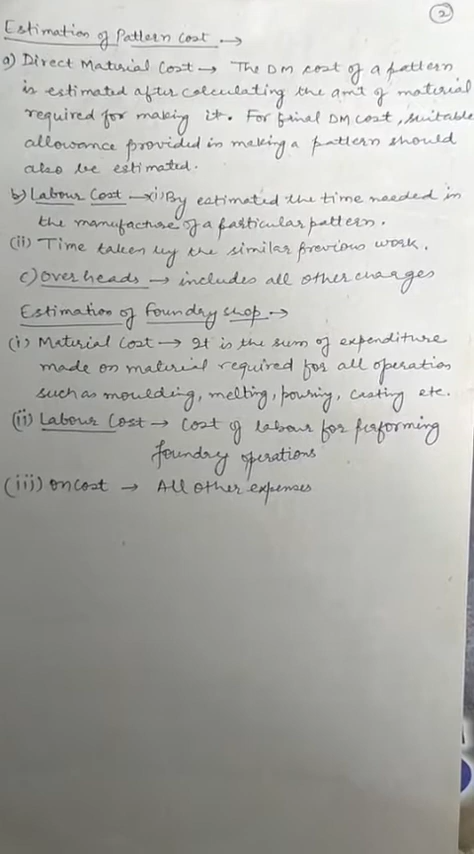 2
Estimation of Pattern Cost →
a) Direct Material Cost → The DM cost of a pattern
is estimated after calculating the amt of material
required for making it. For final DM cost, suitable
allowance provided in making a pattern should
also be estimated.
b) Labour Cost → (i) By estimated the time needed in
the manufacture of a particular pattern.
(ii) Time taken by the similar previous work.
c) Overheads → includes all other charges
Estimation of Foundry shop →
(i) Material Cost → It is the sum of expenditure
made on material required for all operation
such as moulding, melting, pouring, casting etc.
(ii) Labour Cost → Cost of labour for performing
foundry operations
(iii) oncost → All other expenses